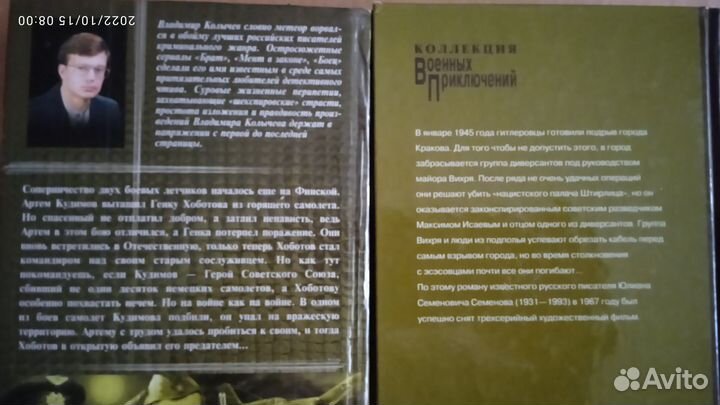 2022/10/15 08:00
Владимир Колычев словно метеор ворвал-
ся в обойму лучших российских писателей
криминального жанра. Остросюжетные
сериалы «Брат», «Мент в законе», «Боец»
сделали его имя известным в среде самых
притязательных любителей детективного
чтива. Суровые жизненные перипетии,
захватывающие «шекспировские» страсти,
простота изложения и правдивость произ-
ведений Владимира Колычева держат в
напряжении с первой до последней
страницы.
Соперничество двух боевых летчиков началось еще на Финской.
Артем Кудимов вытащил Генку Хоботова из горящего самолета.
Но спасенный не отплатил добром, а затаил ненависть, ведь
Артем в этом бою отличился, а Генка потерпел поражение. Они
вновь встретились в Отечественную, только теперь Хоботов стал
командиром над своим старым сослуживцем. Но как тут
покомандуешь, если Кудимов — Герой Советского Союза,
сбивший не один десяток немецких самолетов, а Хоботову
особенно похвастать нечем. Но на войне как на войне. В одном
из боев самолет Кудимова подбили, он упал на вражескую
территорию. Артему с трудом удалось пробиться к своим, и тогда
Хоботов в открытую объявил его предателем...
КОЛЛЕКЦИЯ
Военных
Приключений
В январе 1945 года гитлеровцы готовили подрыв города
Кракова. Для того чтобы не допустить этого, в город
забрасывается группа диверсантов под руководством
майора Вихря. После ряда не очень удачных операций
они решают убить «нацистского палача Штирлица», но он
оказывается законспирированным советским разведчиком
Максимом Исаевым и отцом одного из диверсантов. Группа
Вихря и люди из подполья успевают обрезать кабель перед
самым взрывом города, но во время столкновения
с эсэсовцами почти все они погибают...
По этому роману известного русского писателя Юлиана
Семеновича Семенова (1931—1993) в 1967 году был
успешно снят трехсерийный художественный фильм.
Avito